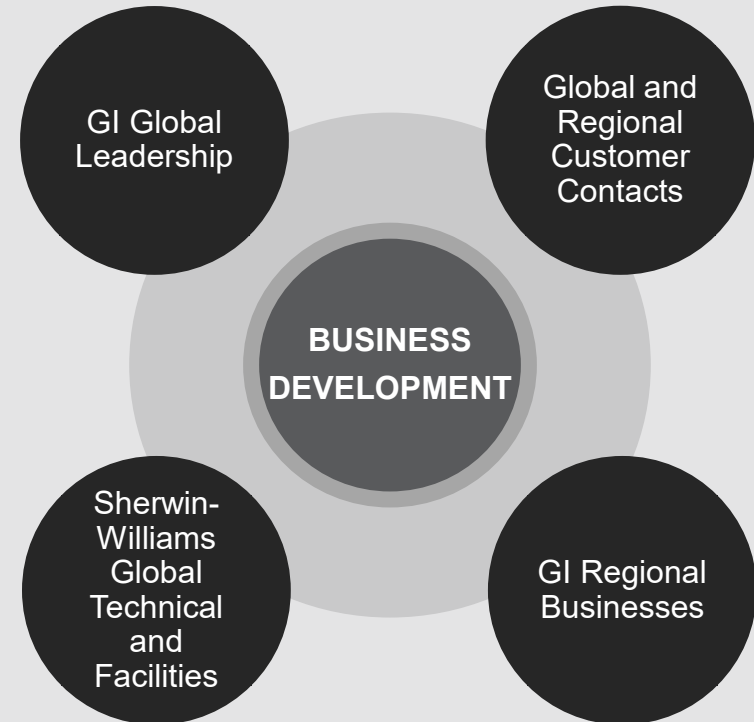 GI Global
Leadership
Global and
Regional
Customer
Contacts
BUSINESS
DEVELOPMENT
Sherwin-
Williams
Global
Technical
and
Facilities
GI Regional
Businesses